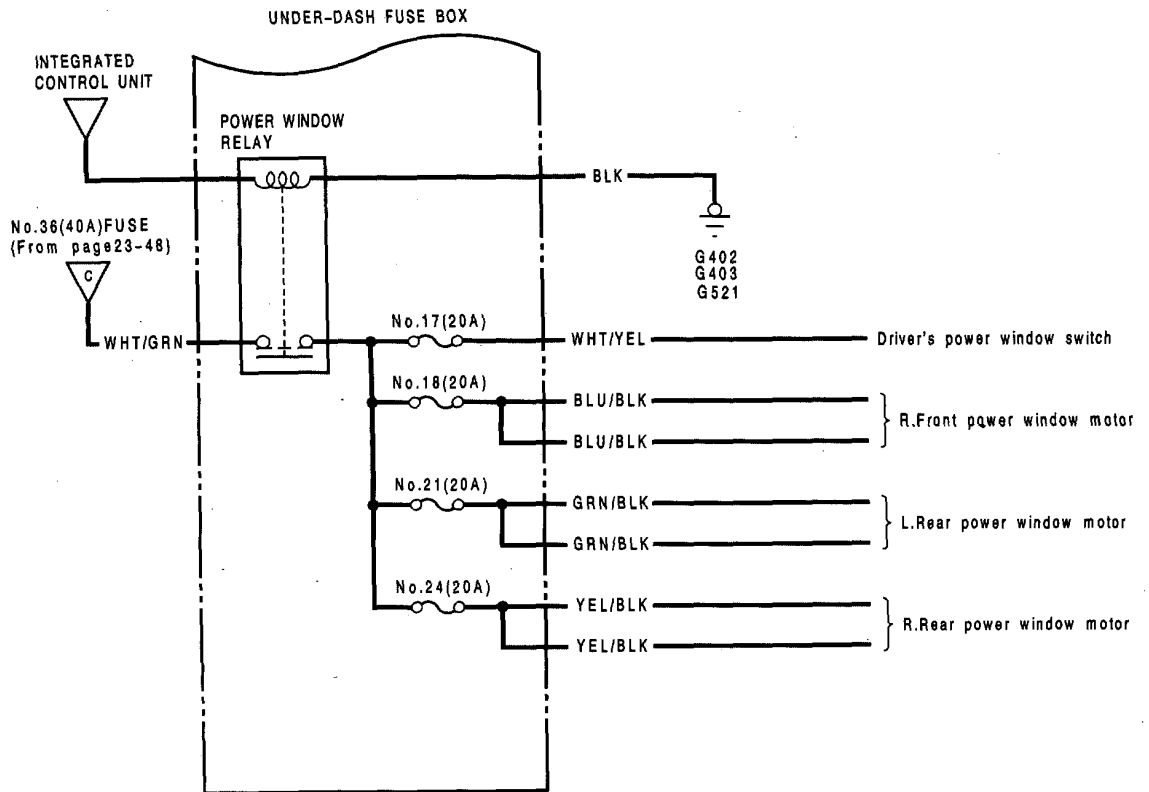 UNDER-DASH FUSE BOX
INTEGRATED
CONTROL UNIT
POWER WINDOW
RELAY
BLK
No.36(40A)FUSE
(From page23-48)
C
G402
G403
G521
WHT/GRN
No.17(20A)
WHT/YEL
Driver's power window switch
No.18(20A)
BLU/BLK
R.Front power window motor
BLU/BLK
No.21(20A)
GRN/BLK
L.Rear power window motor
GRN/BLK
No.24(20A)
YEL/BLK
R.Rear power window motor
YEL/BLK